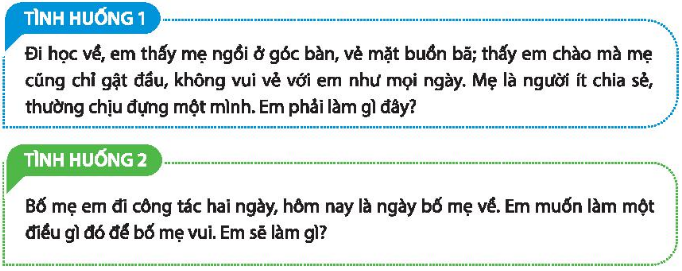 TÌNH HUỐNG 1
Đi học về, em thấy mẹ ngồi ở góc bàn, vẻ mặt buồn bã; thấy em chào mà mẹ
cũng chỉ gật đầu, không vui vẻ với em như mọi ngày. Mẹ là người ít chia sẻ,
thường chịu đựng một mình. Em phải làm gì đây?
TÌNH HUỐNG 2
Bố mẹ em đi công tác hai ngày, hôm nay là ngày bố mẹ về. Em muốn làm một
điều gì đó để bố mẹ vui. Em sẽ làm gì?